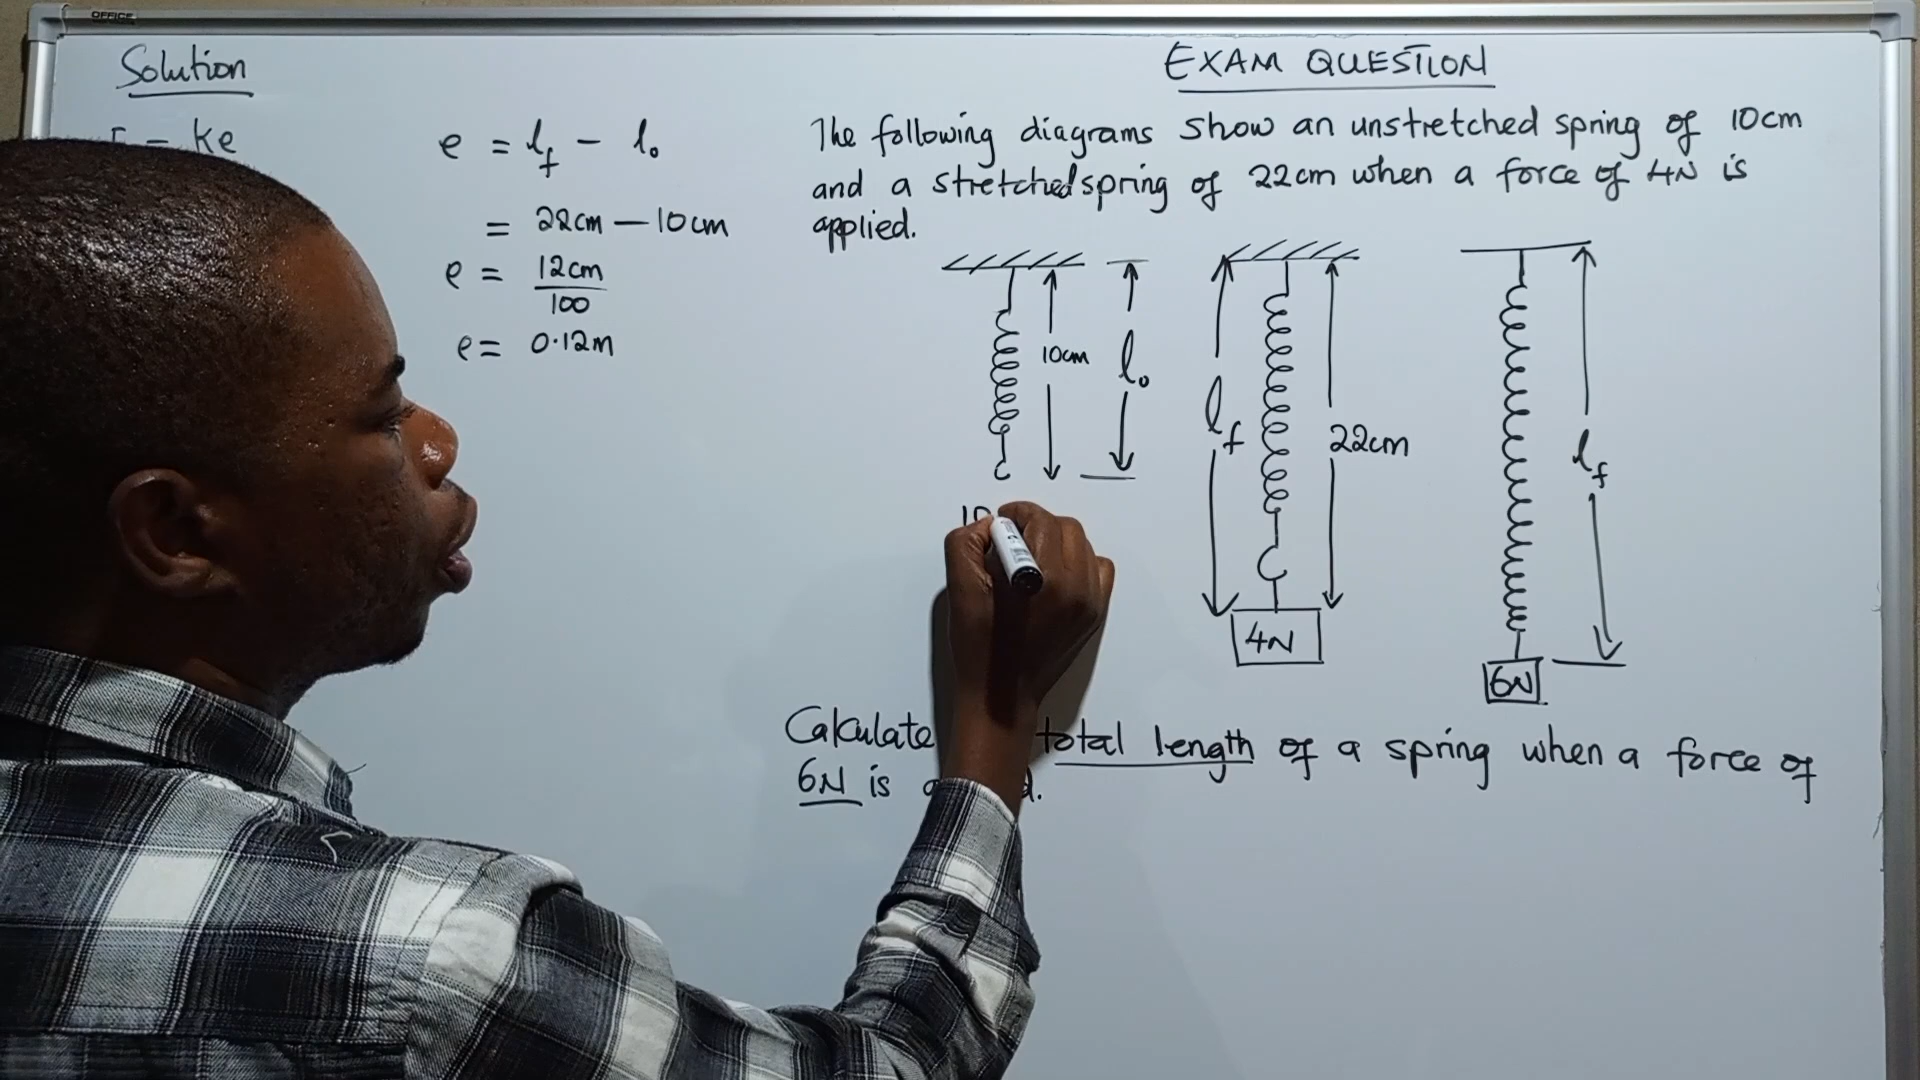 OFFICE
Solution
= ke
e = lf - l₀
= 22cm — 10cm
e = 12cm
100
e = 0.12m
EXAM QUESTION
The following diagrams show an unstretched spring of 10cm
and a stretched spring of 22cm when a force of 4N is
applied.
10cm
l₀
lf
22cm
4N
lf
6N
Calculate total length of a spring when a force of
6N is